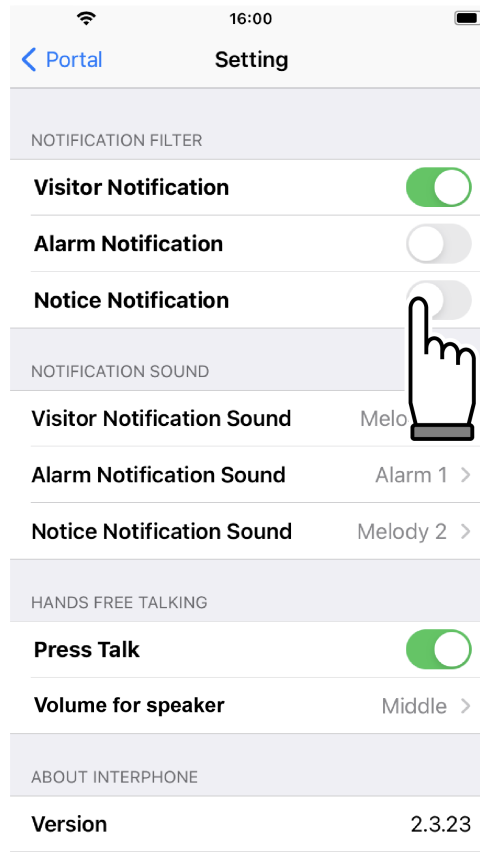 16:00
Portal
Setting
NOTIFICATION FILTER
Visitor Notification
Alarm Notification
Notice Notification
NOTIFICATION SOUND
Visitor Notification Sound
Alarm Notification Sound Alarm 1
Notice Notification Sound Melody 2
HANDS FREE TALKING
Press Talk
Volume for speaker Middle
ABOUT INTERPHONE
Version 2.3.23